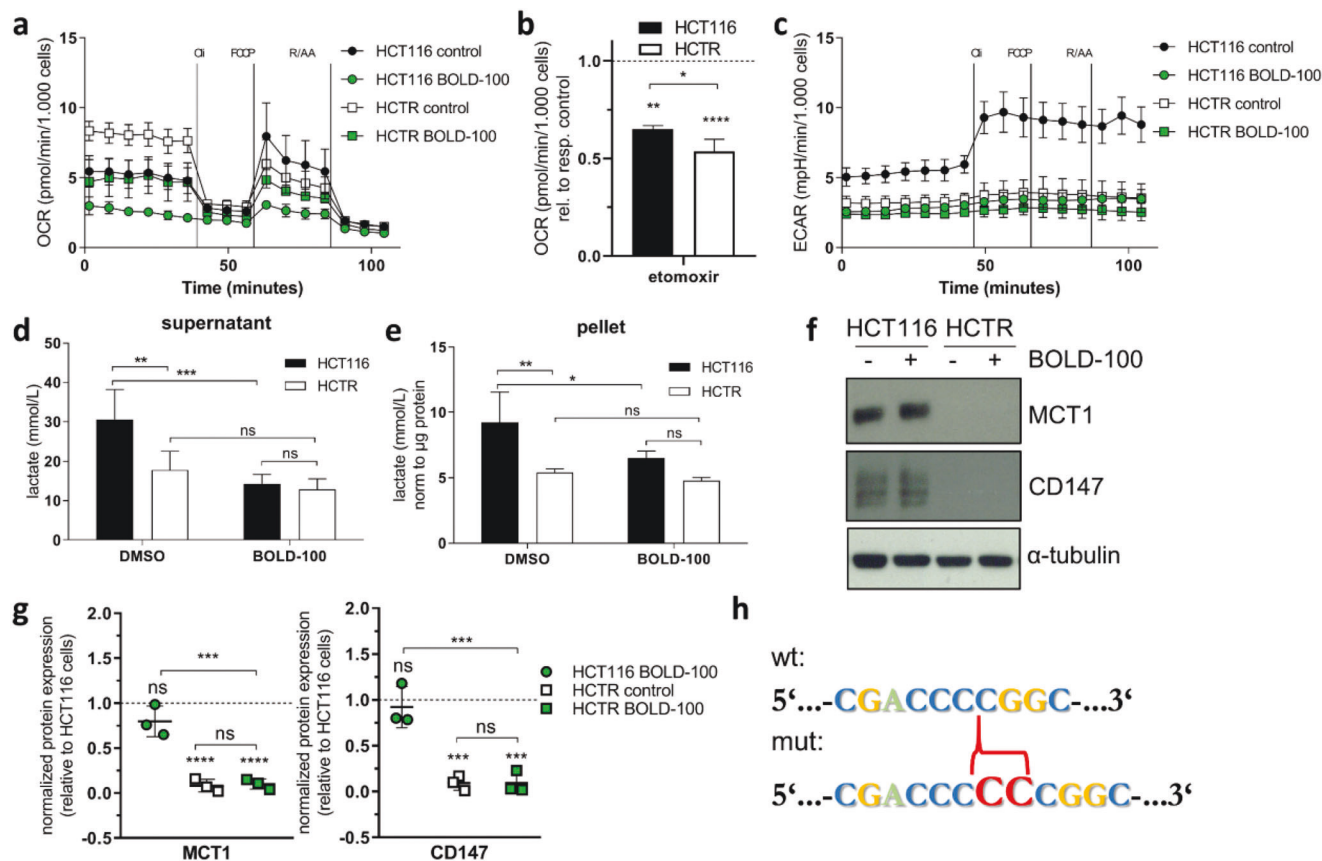 a
15
10
5
0
OCR (pmol/min/1.000 cells)
Oli
FCCP
R/AA
0
50
100
Time (minutes)
HCT116 control
HCT116 BOLD-100
HCTR control
HCTR BOLD-100
b
HCT116
HCTR
OCR (pmol/min/1.000 cells)
rel. to resp. control
1.0
0.5
0.0
*
**
****
etomoxir
c
15
10
5
0
ECAR (mpH/min/1.000 cells)
Oli
FCCP
R/AA
0
50
100
Time (minutes)
HCT116 control
HCT116 BOLD-100
HCTR control
HCTR BOLD-100
d
supernatant
lactate (mmol/L)
50
40
30
20
10
0
**
***
ns
ns
HCT116
HCTR
DMSO
BOLD-100
e
pellet
lactate (mmol/L)
norm to µg protein
15
10
5
0
**
*
ns
ns
HCT116
HCTR
DMSO
BOLD-100
f
HCT116 HCTR
- + - + BOLD-100
MCT1
CD147
α-tubulin
g
normalized protein expression
(relative to HCT116 cells)
2.0
1.5
1.0
0.5
0.0
-0.5
***
ns
ns
****
****
MCT1
normalized protein expression
(relative to HCT116 cells)
2.0
1.5
1.0
0.5
0.0
-0.5
***
ns
ns
***
***
CD147
HCT116 BOLD-100
HCTR control
HCTR BOLD-100
h
wt:
5‘...-CGACCCCCGGC-...3‘
mut:
5‘...-CGACCCCCCGGC-...3‘